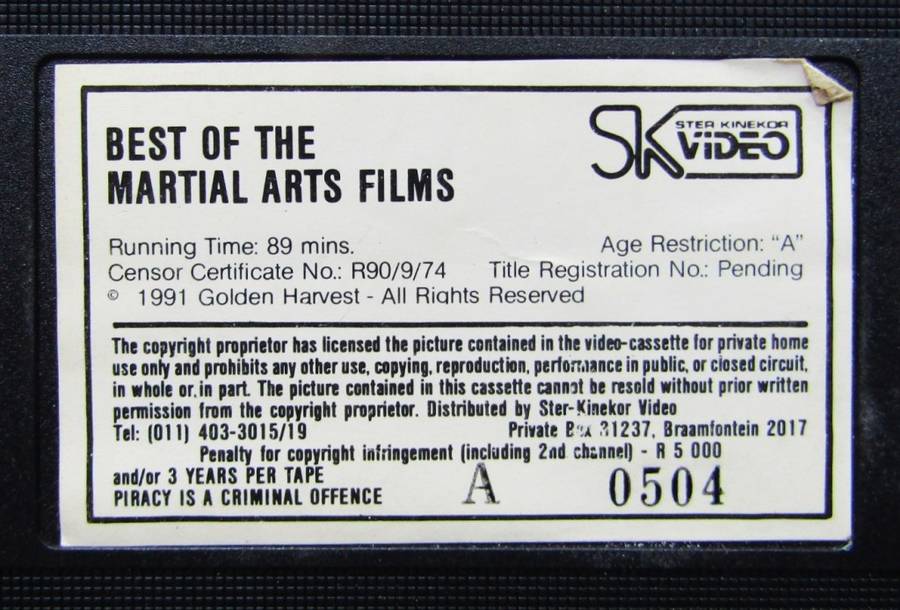 BEST OF THE
MARTIAL ARTS FILMS
SK STER KINEKOR
VIDEO
Running Time: 89 mins. Age Restriction: “A”
Censor Certificate No.: R90/9/74 Title Registration No.: Pending
© 1991 Golden Harvest - All Rights Reserved
The copyright proprietor has licensed the picture contained in the video-cassette for private home
use only and prohibits any other use, copying, reproduction, performance in public, or closed circuit,
in whole or in part. The picture contained in this cassette cannot be resold without prior written
permission from the copyright proprietor. Distributed by Ster-Kinekor Video
Tel: (011) 403-3015/19 Private Box 31237, Braamfontein 2017
Penalty for copyright infringement (including 2nd channel) - R 5 000
and/or 3 YEARS PER TAPE
PIRACY IS A CRIMINAL OFFENCE A 0504